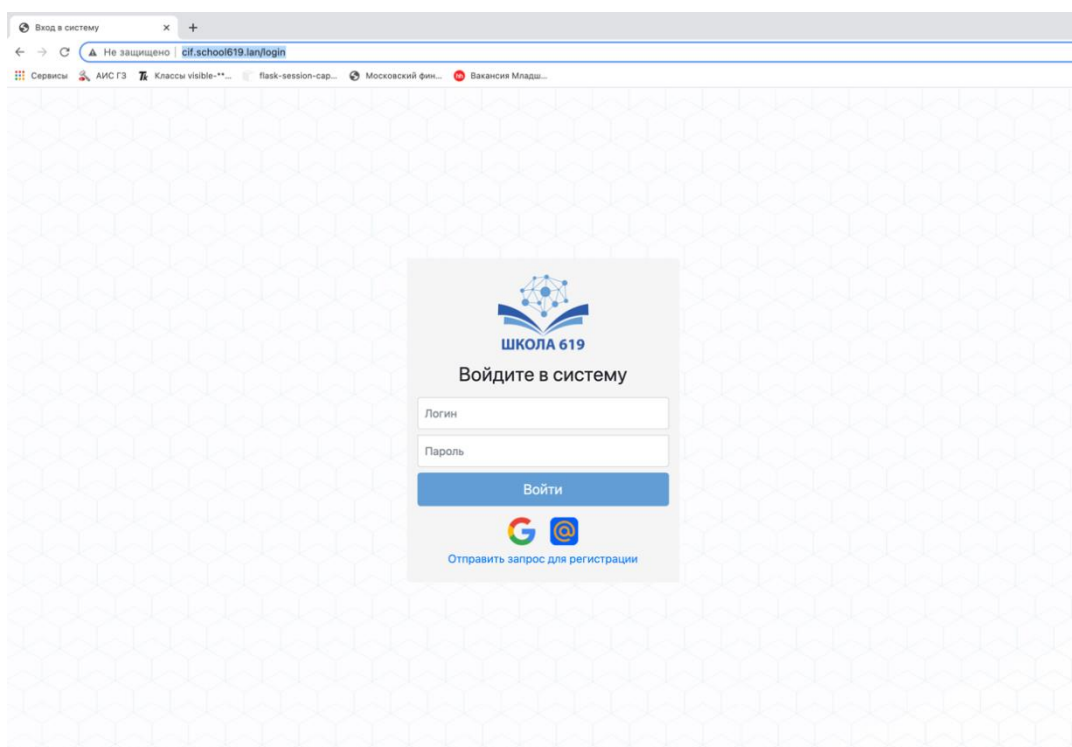 Вход в систему
Не защищено | cif.school619.lan/login
Сервисы АИС ГЗ Классы visible-**... flask-session-cap... Московский фин... Вакансия Младш...
ШКОЛА 619
Войдите в систему
Логин
Пароль
Войти
Отправить запрос для регистрации